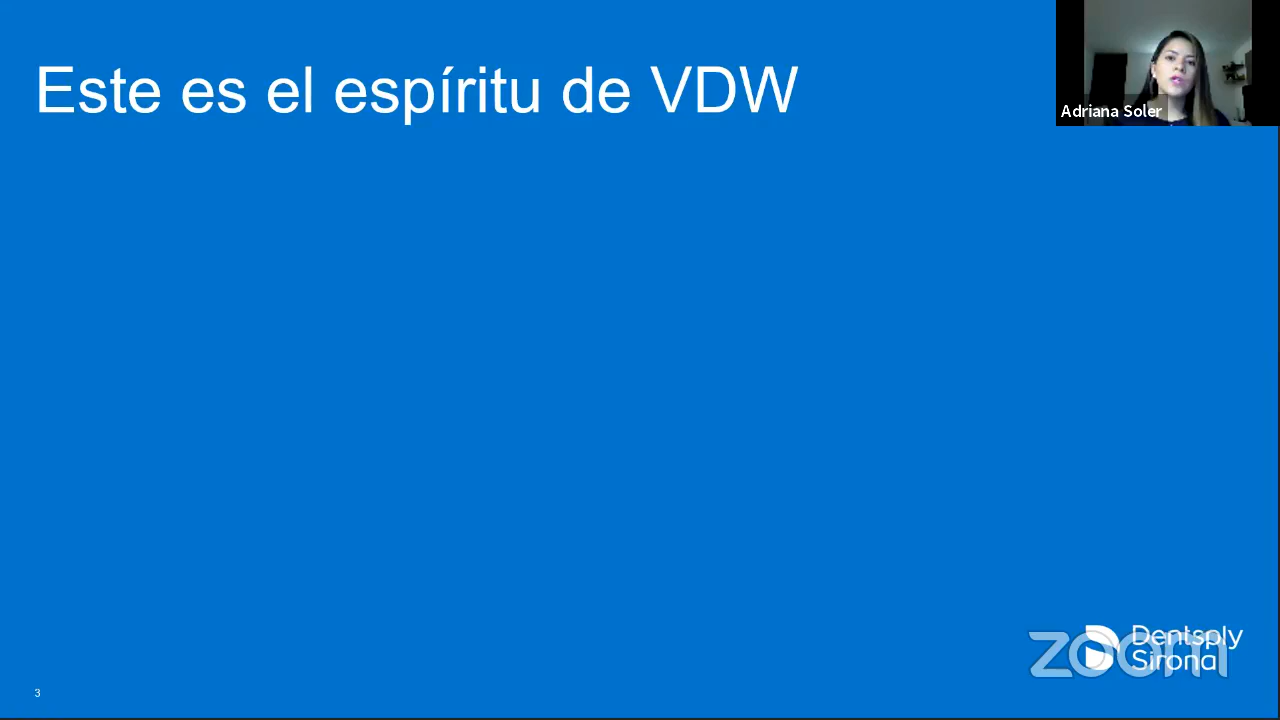 Este es el espíritu de VDW
Adriana Soler
Dentsply
Sirona
zoom
3